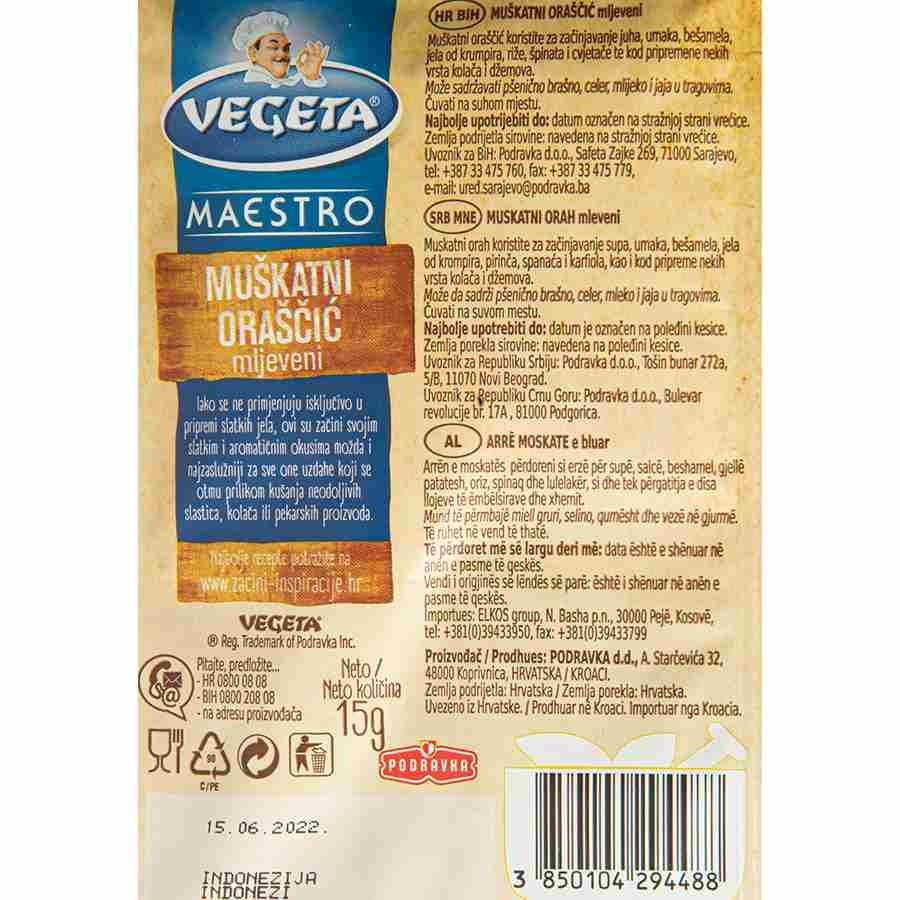 VEGETA®
MAESTRO
MUŠKATNI
ORAŠČIĆ
mljeveni
Iako se ne primjenjuju isključivo u
pripremi slatkih jela, ovi su začini svojim
slatkim i aromatičnim okusima možda i
najzaslužniji za sve one uzdahe koji se
otmu prilikom kušanja neodoljivih
slastica, kolača ili pekarskih proizvoda.
Najbolje recepte potražite na
www.zacini-inspiracije.hr
VEGETA®
® Reg. Trademark of Podravka Inc.
Pitajte, predložite...
- HR 0800 08 08
- BIH 0800 208 08
- na adresu proizvođača
Neto /
Neto količina
15g
90
C/PE
PODRAVKA
15.06.2022.
INDONEZIJA
INDONEZI
HR BIH MUŠKATNI ORAŠČIĆ mljeveni
Muškatni oraščić koristite za začinjavanje juha, umaka, bešamela,
jela od krumpira, riže, špinata i cvjetače te kod pripremene nekih
vrsta kolača i džemova.
Može sadržavati pšenično brašno, celer, mlijeko i jaja u tragovima.
Čuvati na suhom mjestu.
Najbolje upotrijebiti do: datum označen na stražnjoj strani vrećice.
Zemlja podrijetla sirovine: navedena na stražnjoj strani vrećice.
Uvoznik za BiH: Podravka d.o.o., Safeta Zajke 269, 71000 Sarajevo,
tel: +387 33 475 760, fax: +387 33 475 779,
e-mail: ured.sarajevo@podravka.ba
SRB MNE MUSKATNI ORAH mleveni
Muskatni orah koristite za začinjavanje supa, umaka, bešamela, jela
od krompira, pirinča, spanaća i karfiola, kao i kod pripreme nekih
vrsta kolača i džemova.
Može da sadrži pšenično brašno, celer, mleko i jaja u tragovima.
Čuvati na suvom mestu.
Najbolje upotrebiti do: datum je označen na poleđini kesice.
Zemlja porekla sirovine: navedena na poleđini kesice.
Uvoznik za Republiku Srbiju: Podravka d.o.o., Tošin bunar 272a,
5/B, 11070 Novi Beograd.
Uvoznik za Republiku Crnu Goru: Podravka d.o.o., Bulevar
revolucije br. 17A , 81000 Podgorica.
AL ARRË MOSKATE e bluar
Arrën e moskatës përdoreni si erzë për supë, salcë, beshamel, gjellë
patatesh, oriz, spinaq dhe lulelakër, si dhe tek përgatitja e disa
llojeve të ëmbëlsirave dhe xhemit.
Mund të përmbajë miell gruri, selino, qumësht dhe vezë në gjurmë.
Të ruhet në vend të thatë.
Të përdoret më së largu deri më: data është e shënuar në
anën e pasme të qeskës.
Vendi i origjinës së lëndës së parë: është i shënuar në anën e
pasme të qeskës.
Importues: ELKOS group, N. Basha p.n., 30000 Pejë, Kosovë,
tel: +381(0)39433950, fax: +381(0)39433799
Proizvođač / Prodhues: PODRAVKA d.d., A. Starčevića 32,
48000 Koprivnica, HRVATSKA / KROACI.
Zemlja podrijetla: Hrvatska / Zemlja porekla: Hrvatska.
Uvezeno iz Hrvatske. / Prodhuar në Kroaci. Importuar nga Kroacia.
3 850104 294488